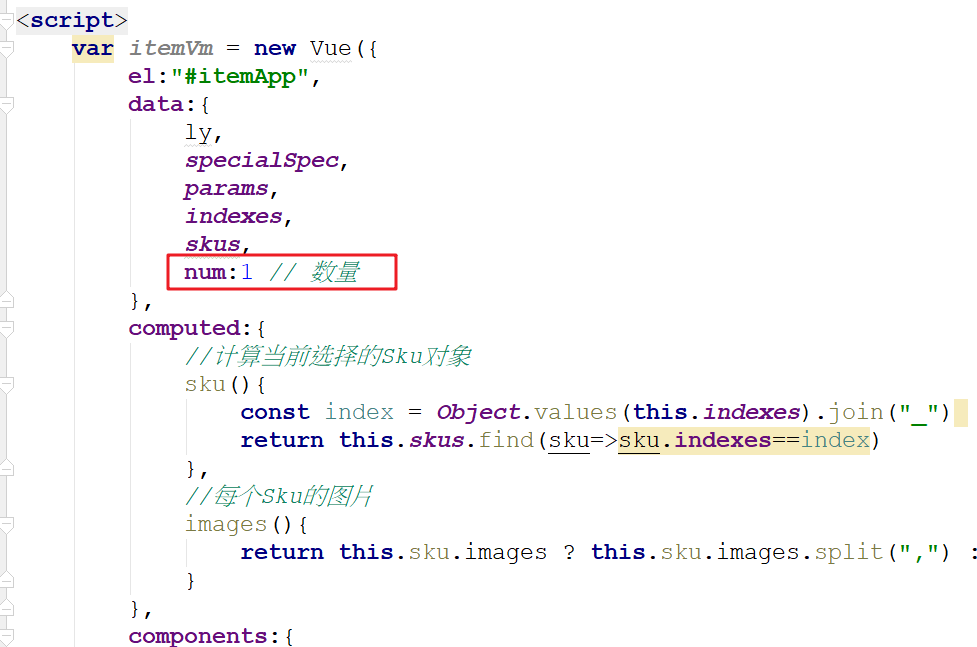 <script>
var itemVm = new Vue({
el:"#itemApp",
data:{
ly,
specialSpec,
params,
indexes,
skus,
num:1 // 数量
},
computed:{
//计算当前选择的Sku对象
sku(){
const index = Object.values(this.indexes).join("_")
return this.skus.find(sku=>sku.indexes==index)
},
//每个Sku的图片
images(){
return this.sku.images ? this.sku.images.split(",") :
}
},
components:{